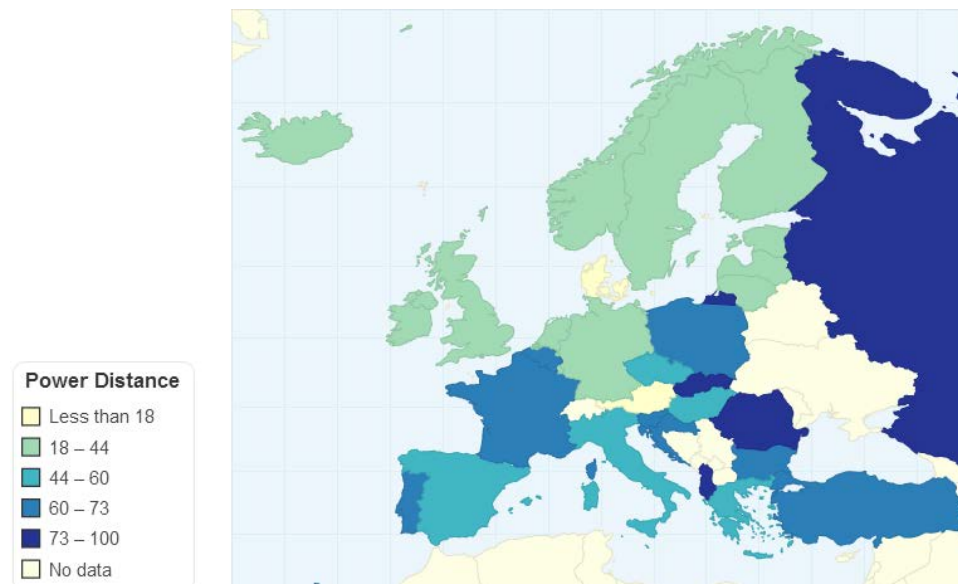 Power Distance
Less than 18
18 – 44
44 – 60
60 – 73
73 – 100
No data